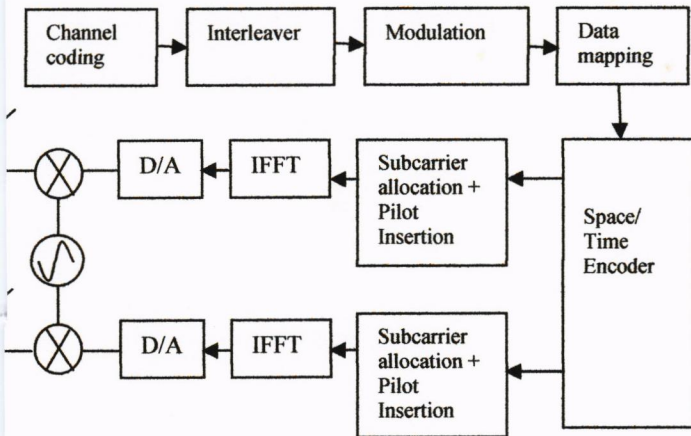 Channel
coding
Interleaver
Modulation
Data
mapping
D/A
IFFT
Subcarrier
allocation +
Pilot
Insertion
Space/
Time
Encoder
D/A
IFFT
Subcarrier
allocation +
Pilot
Insertion